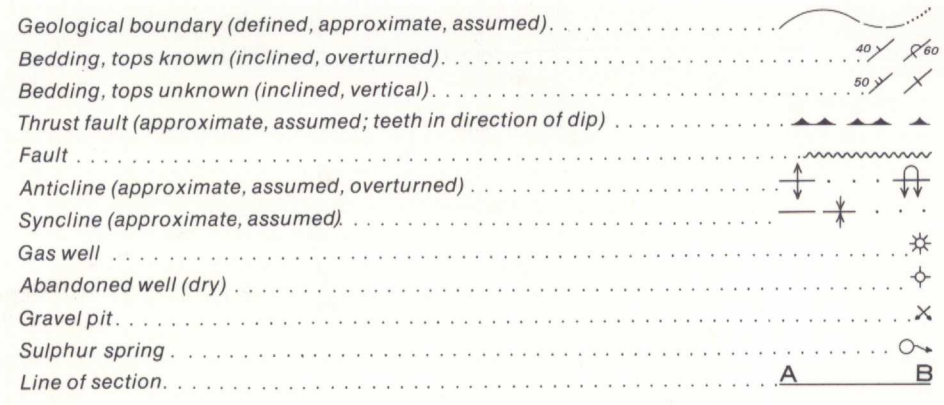 Geological boundary (defined, approximate, assumed)
Bedding, tops known (inclined, overturned) 40 60
Bedding, tops unknown (inclined, vertical) 50
Thrust fault (approximate, assumed; teeth in direction of dip)
Fault
Anticline (approximate, assumed, overturned)
Syncline (approximate, assumed)
Gas well
Abandoned well (dry)
Gravel pit
Sulphur spring
Line of section A B